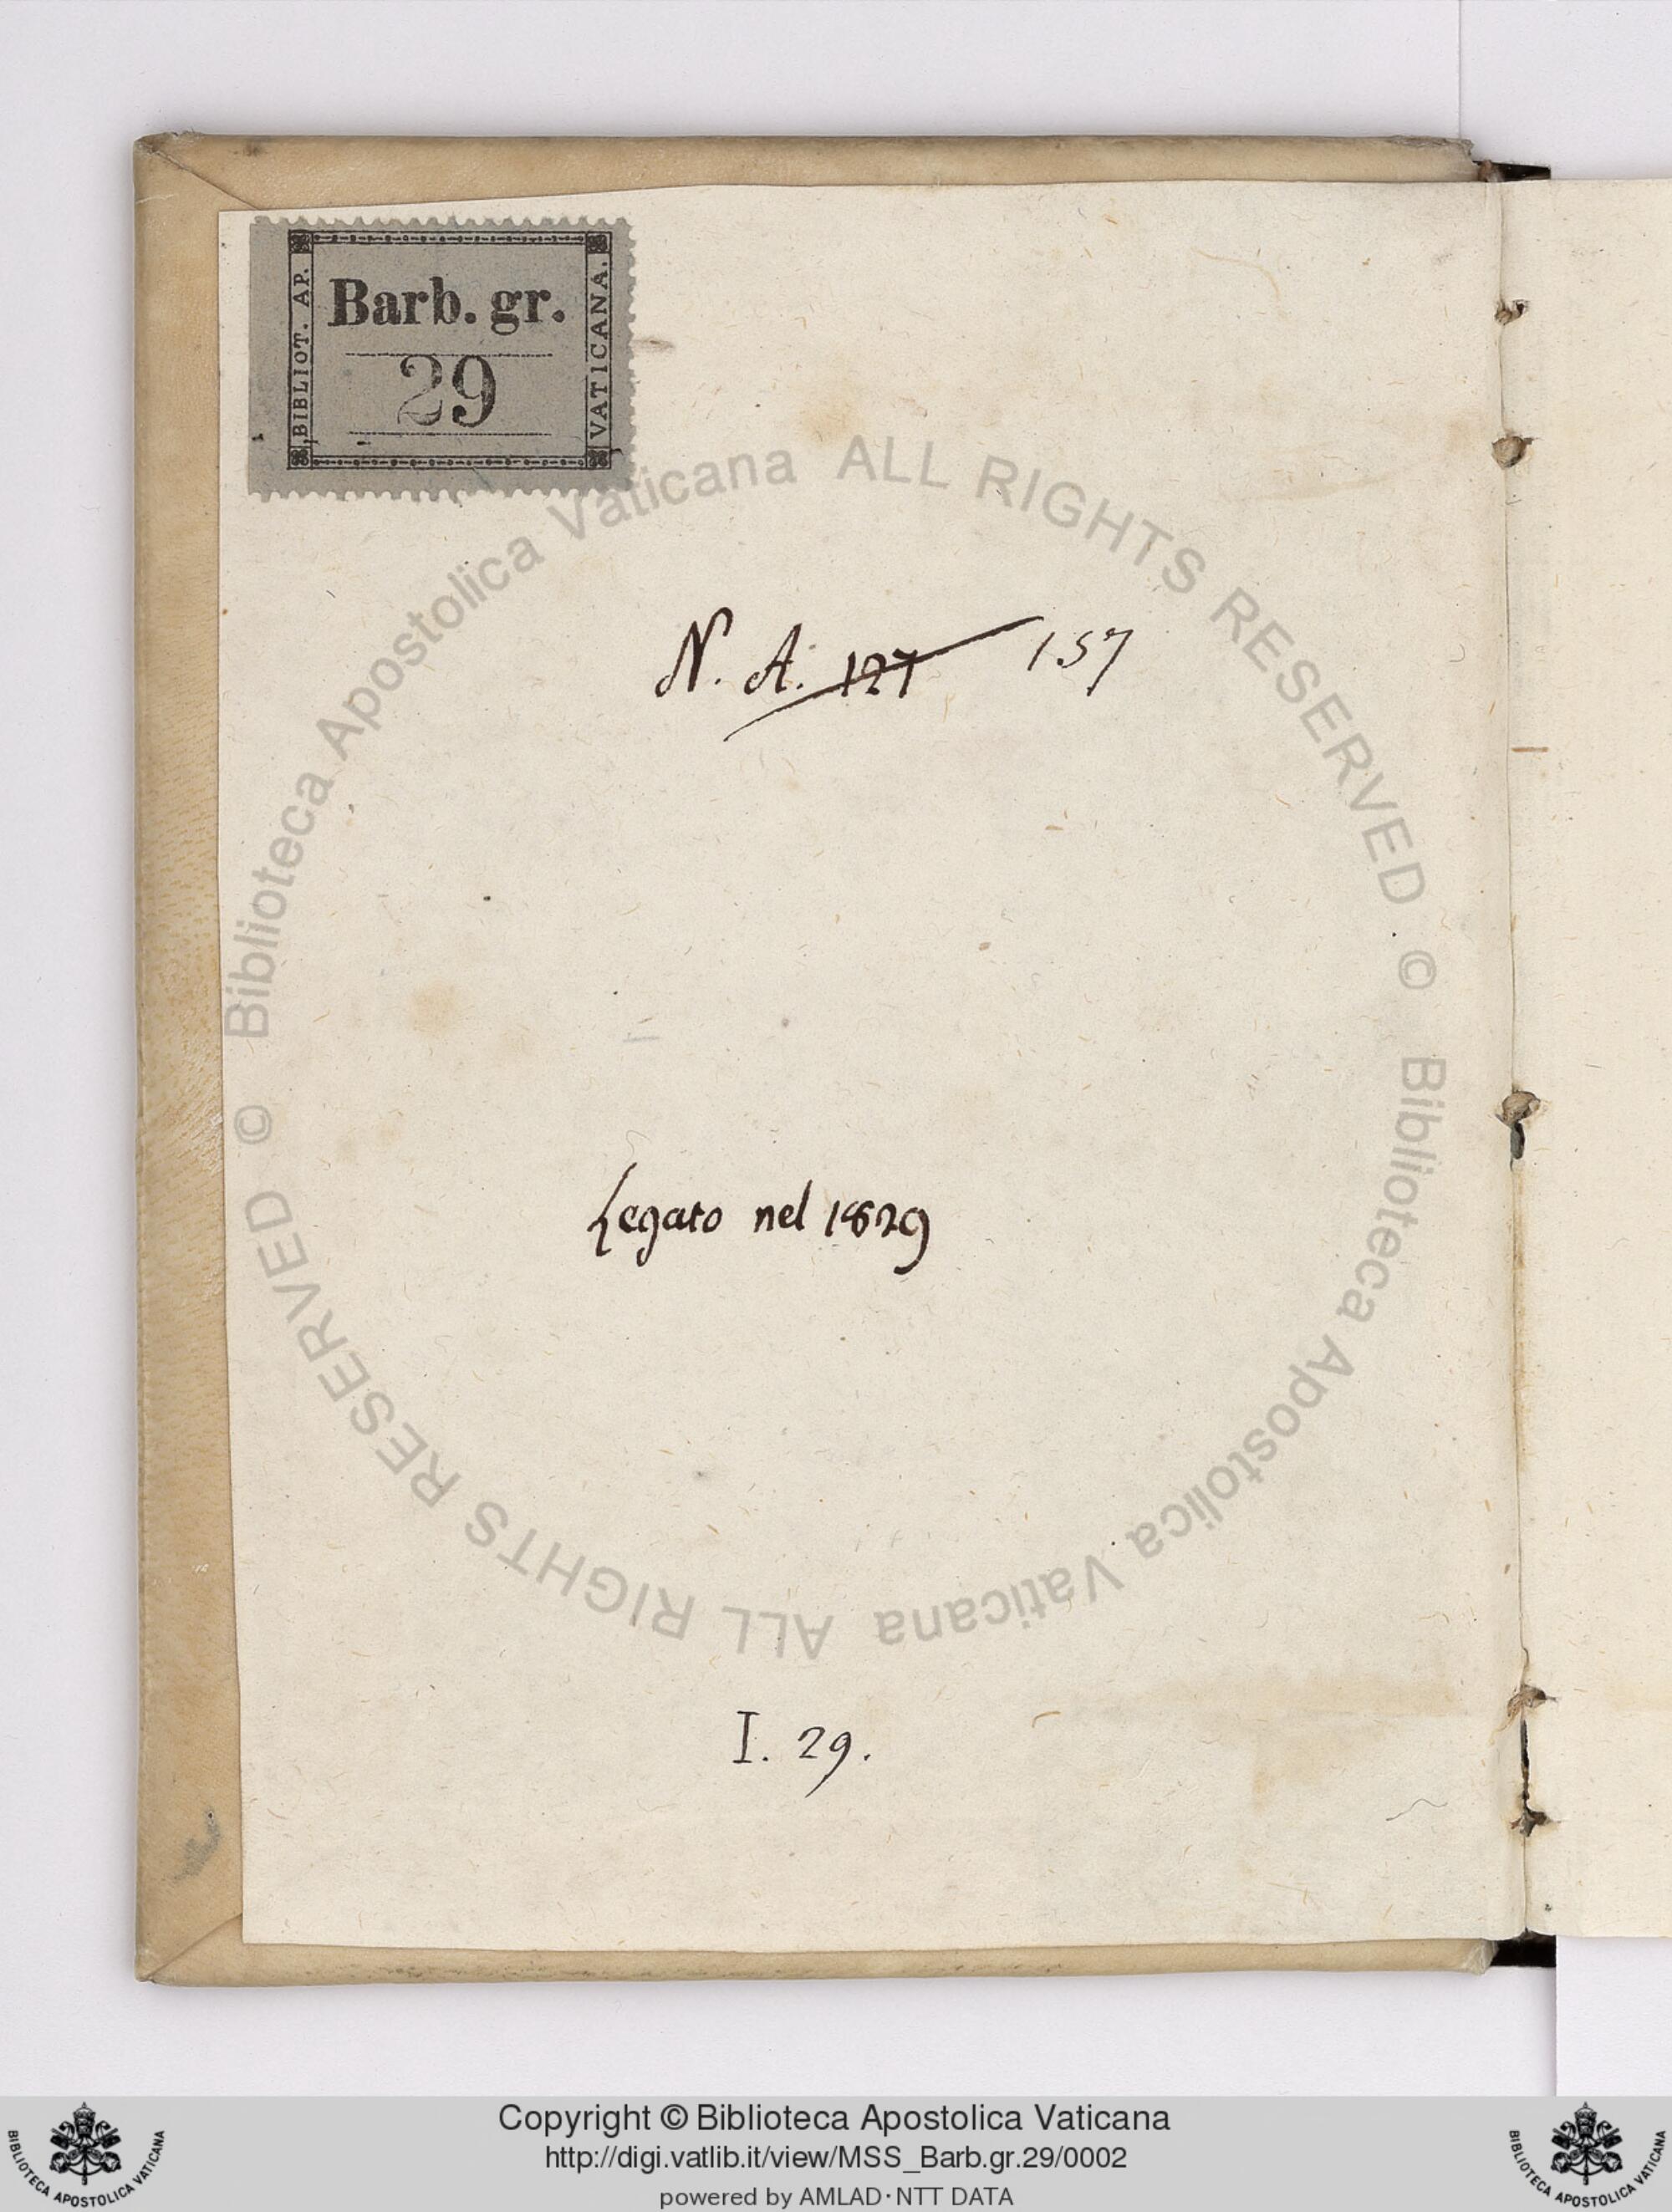 BIBLIOT. AP.
Barb. gr.
29
VATICANA.
N. A. 127 157
Legato nel 1829
I. 29.
© Biblioteca Apostolica Vaticana ALL RIGHTS RESERVED
© Biblioteca Apostolica Vaticana ALL RIGHTS RESERVED
Copyright © Biblioteca Apostolica Vaticana
http://digi.vatlib.it/view/MSS_Barb.gr.29/0002
powered by AMLAD·NTT DATA
BIBLIOTECA APOSTOLICA VATICANA
BIBLIOTECA APOSTOLICA VATICANA